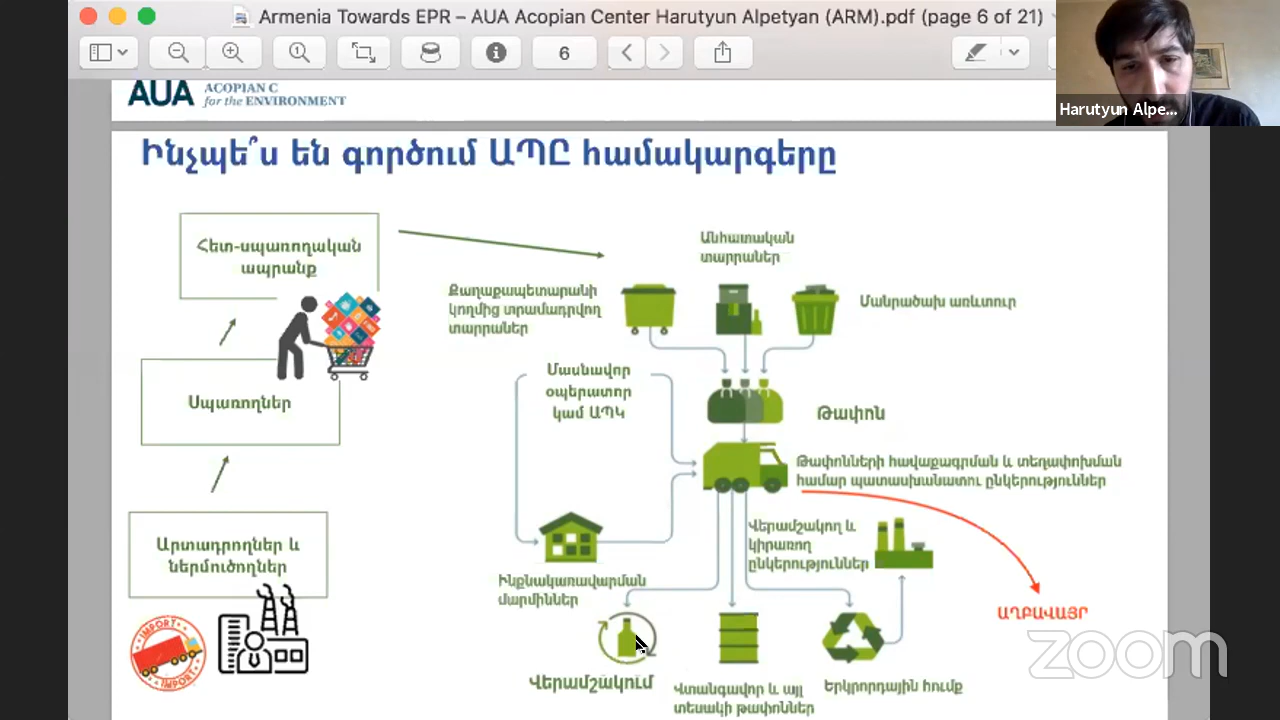 Armenia Towards EPR – AUA Acopian Center Harutyun Alpetyan (ARM).pdf (page 6 of 21)
6
Harutyun Alpe...
AUA
ACOPIAN C
for the ENVIRONMENT
Ինչպե՞ս են գործում ԱՊԸ համակարգերը
Հետ-սպառողական
ապրանք
Սպառողներ
Արտադրողներ և
ներմուծողներ
IMPORT
IMPORT
Անհատական
տարրաներ
Քաղաքապետարանի
կողմից տրամադրվող
տարրաներ
Մանրածախ առևտուր
Մասնավոր
օպերատոր
կամ ԱՊԿ
Թափոն
Թափոնների հավաքագրման և տեղափոխման
համար պատասխանատու ընկերություններ
Վերամշակող և
կիրառող
ընկերություններ
Ինքնակառավարման
մարմիններ
ԱՂԲԱՎԱՅՐ
Վերամշակում
Վտանգավոր և այլ
տեսակի թափոններ
Երկրորդային հումք
zoom